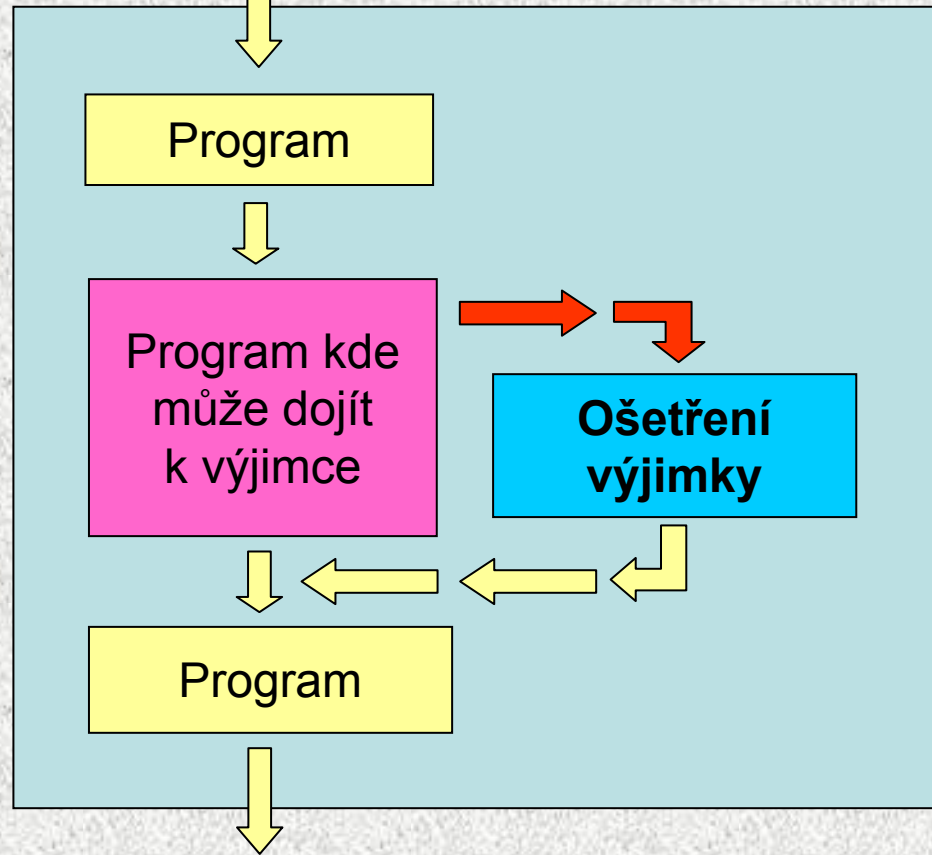 Program
Program kde
může dojít
k výjimce
Ošetření
výjimky
Program